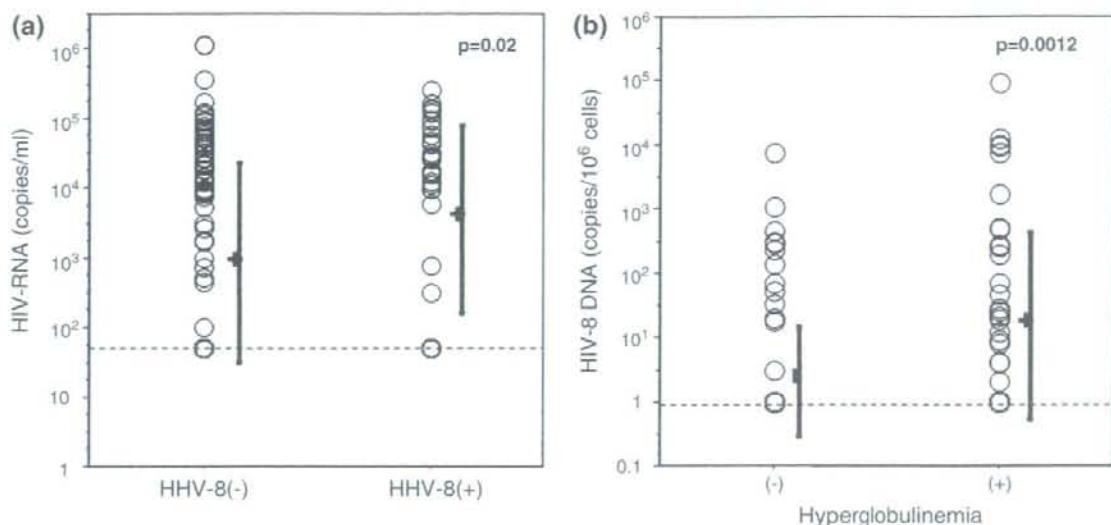 (a)
p=0.02
HIV-RNA (copies/ml)
10⁶
10⁵
10⁴
10³
10²
10
1
HHV-8(-)
HHV-8(+)
(b)
p=0.0012
HIV-8 DNA (copies/10⁶ cells)
10⁶
10⁵
10⁴
10³
10²
10¹
1
0.1
(-)
(+)
Hyperglobulinemia